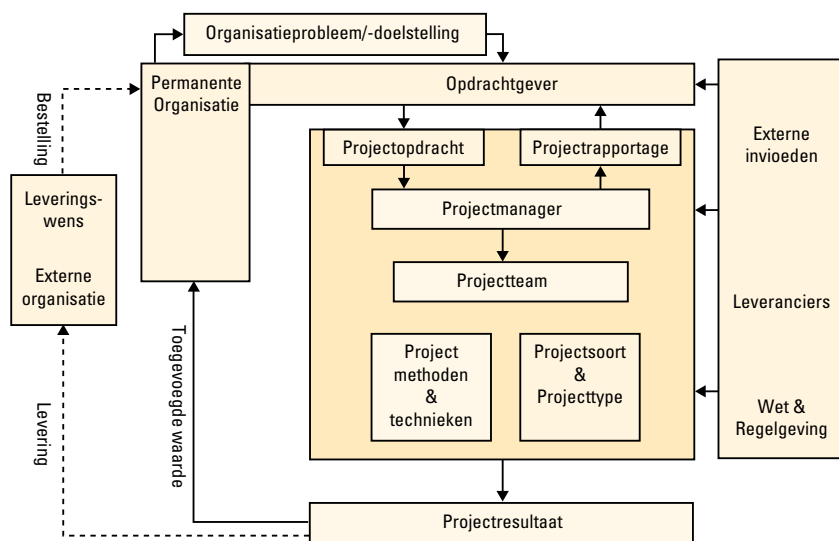 Organisatieprobleem/-doelstelling
Permanente
Organisatie
Opdrachtgever
Bestelling
Projectopdracht
Projectrapportage
Externe
invioeden
Leverings-
wens
Projectmanager
Externe
organisatie
Projectteam
Leveranciers
Toegevoegde waarde
Levering
Project
methoden
&
technieken
Projectsoort
&
Projecttype
Wet &
Regelgeving
Projectresultaat